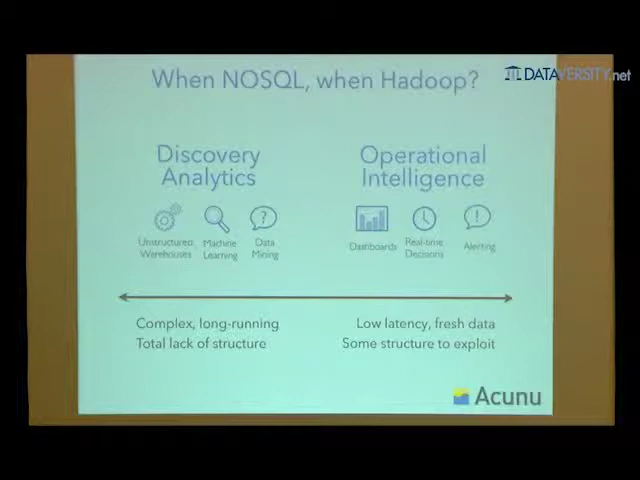 When NOSQL, when Hadoop?
DATAVERSITY.net
Discovery
Analytics
Operational
Intelligence
Unstructured
Warehouses
Machine
Learning
?
Data
Mining
Dashboards
Real-time
Decisions
!
Alerting
Complex, long-running
Total lack of structure
Low latency, fresh data
Some structure to exploit
Acunu